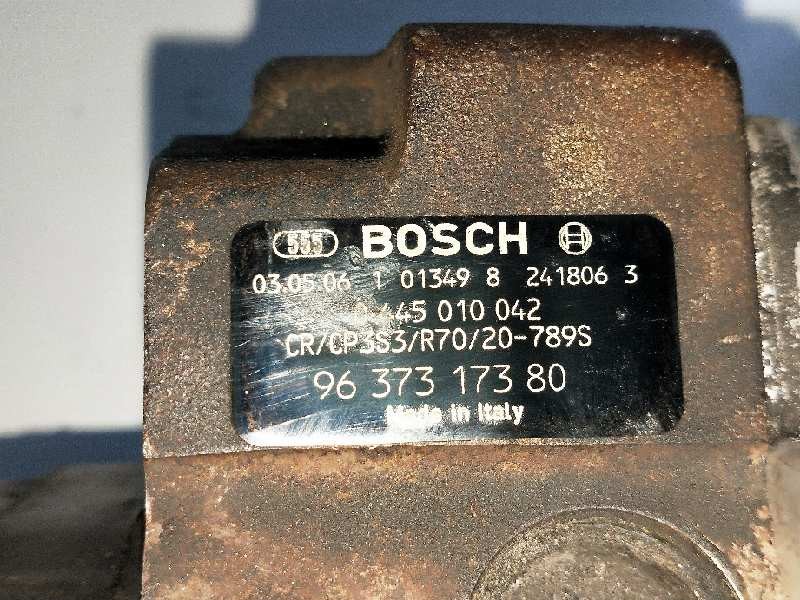 555 BOSCH
03.05.06 1 01349 8 241806 3
0 445 010 042
CR/CP3S3/R70/20-789S
96 373 173 80
Made in Italy